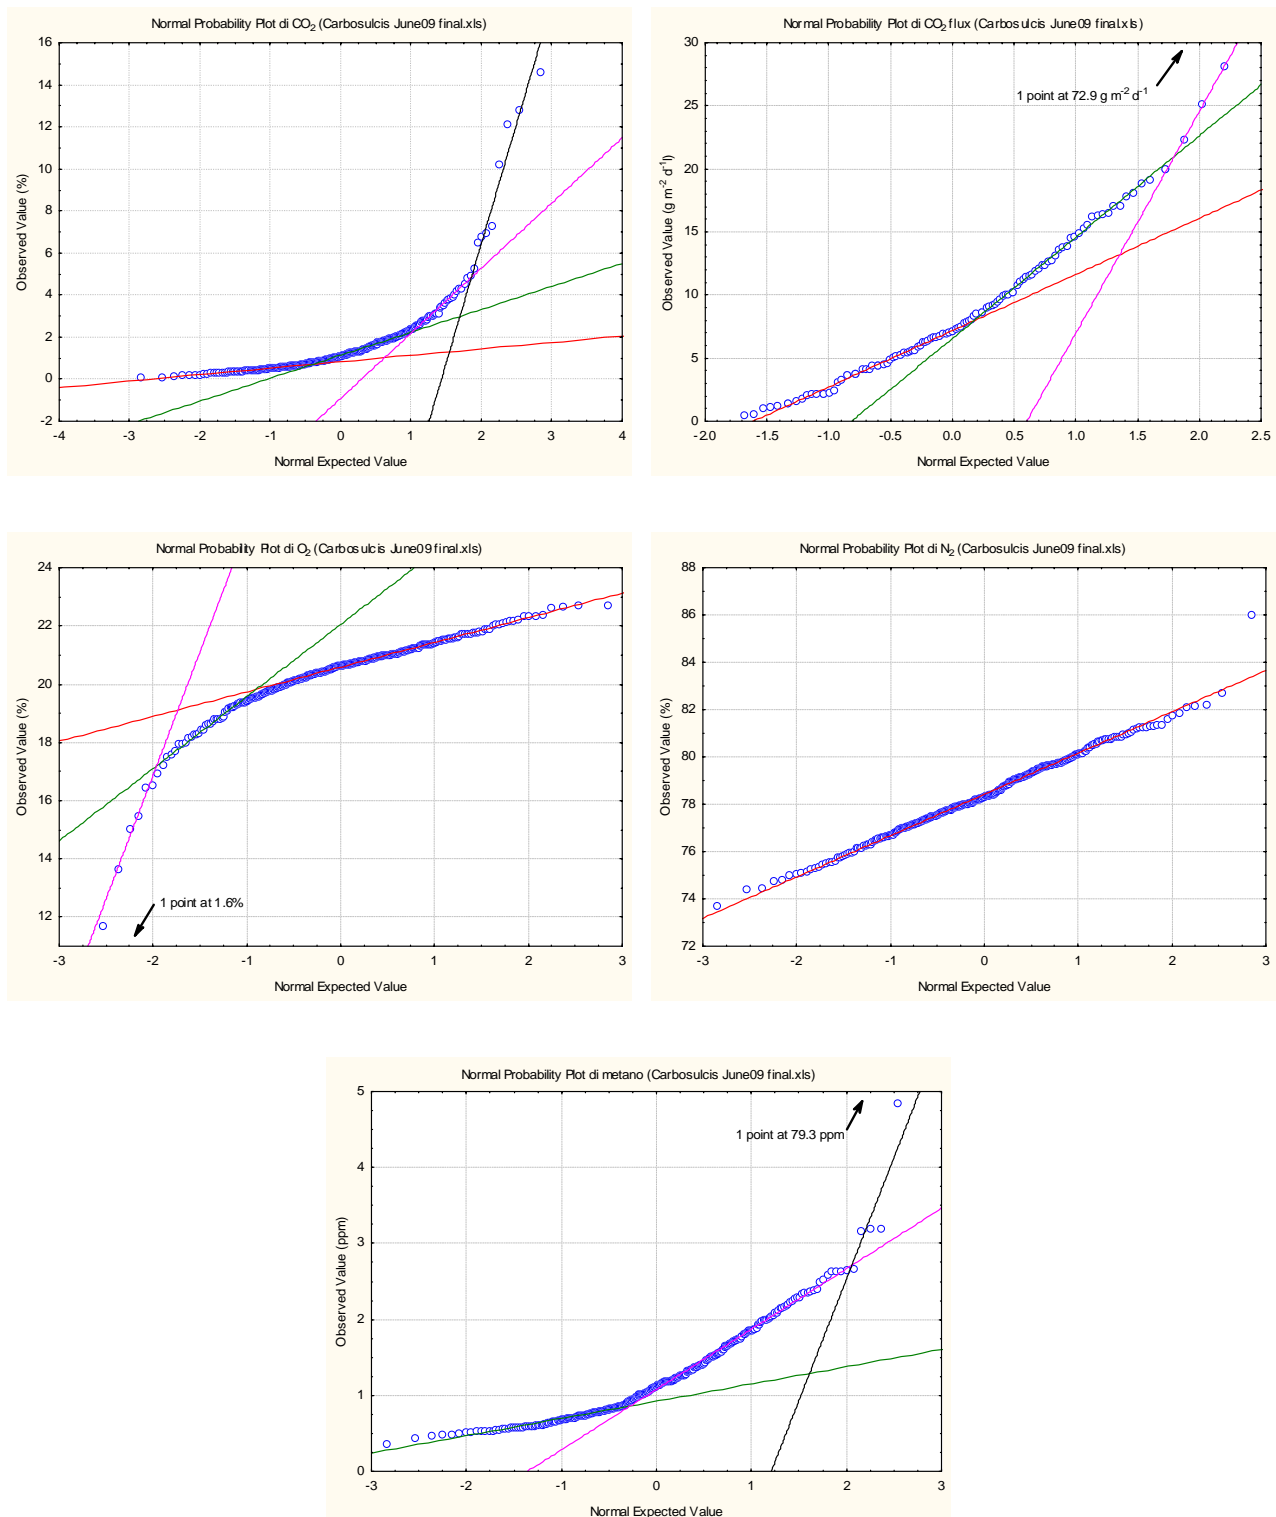 Normal Probability Plot di CO2 (Carbosulcis June09 final.xls)
16
14
12
10
8
6
4
2
0
-2
Observed Value (%)
-4 -3 -2 -1 0 1 2 3 4
Normal Expected Value
Normal Probability Plot di CO2 flux (Carbosulcis June09 final.xls)
30
25
20
15
10
5
0
Observed Value (g m-2 d-1l)
1 point at 72.9 g m-2 d-1
-2.0 -1.5 -1.0 -0.5 0.0 0.5 1.0 1.5 2.0 2.5
Normal Expected Value
Normal Probability Plot di O2 (Carbosulcis June09 final.xls)
24
22
20
18
16
14
12
Observed Value (%)
1 point at 1.6%
-3 -2 -1 0 1 2 3
Normal Expected Value
Normal Probability Plot di N2 (Carbosulcis June09 final.xls)
88
86
84
82
80
78
76
74
72
Observed Value (%)
-3 -2 -1 0 1 2 3
Normal Expected Value
Normal Probability Plot di metano (Carbosulcis June09 final.xls)
5
4
3
2
1
0
Observed Value (ppm)
1 point at 79.3 ppm
-3 -2 -1 0 1 2 3
Normal Expected Value